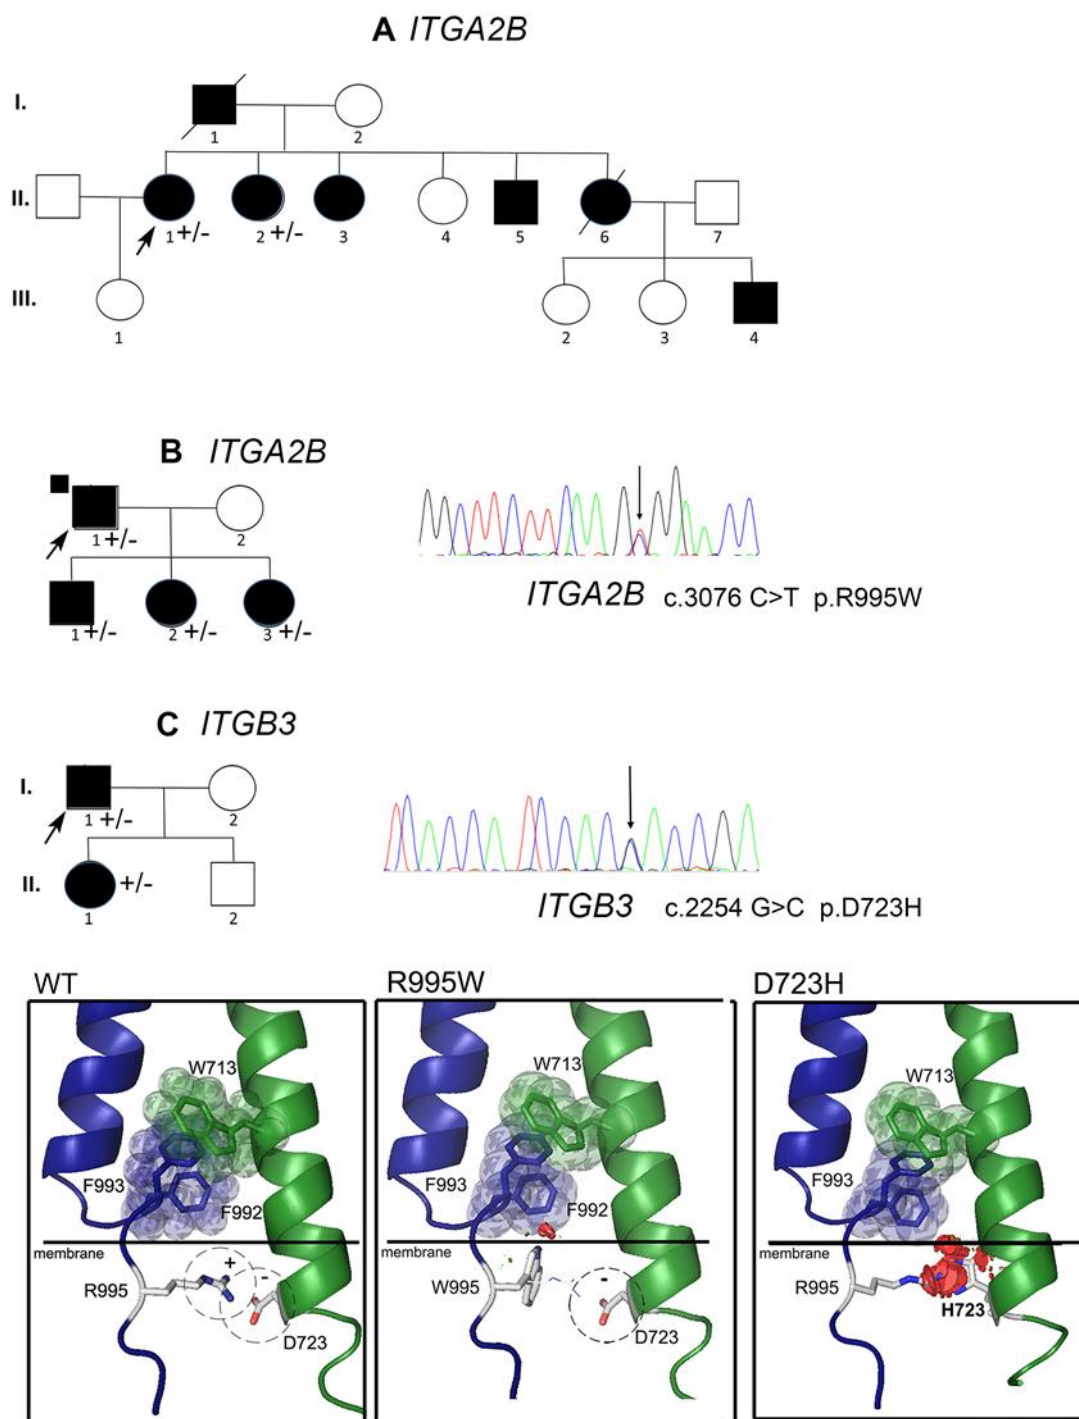 A ITGA2B
I.
1
2
II.
1 +/-
2 +/-
3
4
5
6
7
III.
1
2
3
4
B ITGA2B
1 +/-
2
1 +/-
2 +/-
3 +/-
ITGA2B c.3076 C>T p.R995W
C ITGB3
I.
1 +/-
2
II.
+/-
1
2
ITGB3 c.2254 G>C p.D723H
WT
W713
F993
F992
membrane
+
-
R995
D723
R995W
W713
F993
F992
membrane
-
W995
D723
D723H
W713
F993
membrane
R995
H723